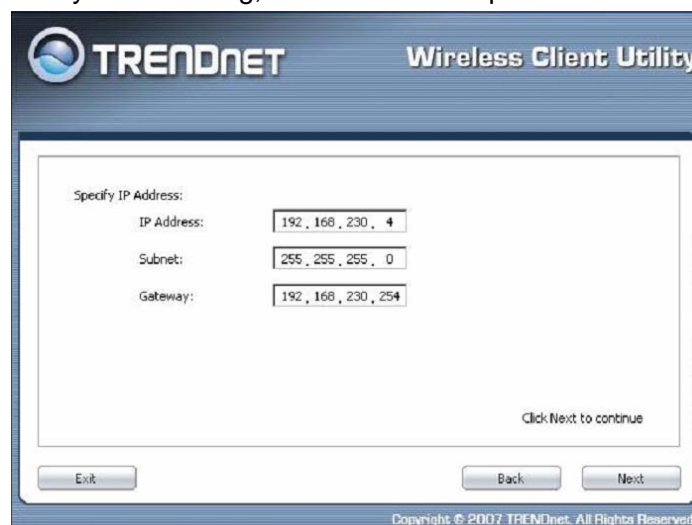 TRENDNET Wireless Client Utility
Specify IP Address:
IP Address: 192 . 168 . 230 . 4
Subnet: 255 . 255 . 255 . 0
Gateway: 192 . 168 . 230 . 254
Click Next to continue
Exit Back Next
Copyright © 2007 TRENDnet. All Rights Reserved